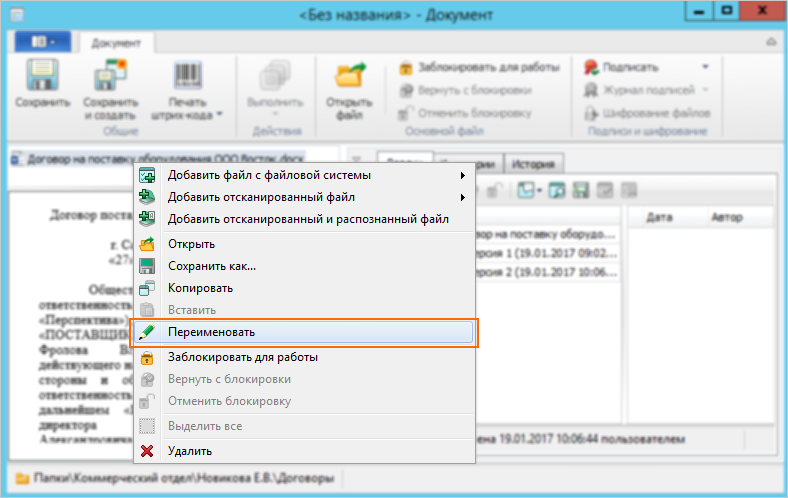 <Без названия> - Документ
Документ
Сохранить
Сохранить и создать
Печать штрих-кода
Выполнить
Открыть файл
Заблокировать для работы
Вернуть с блокировки
Отменить блокировку
Подписать
Журнал подписей
Шифрование файлов
Общие
Действия
Основной файл
Подписи и шифрование
Договор на поставку оборудования ООО Восток.docx
История
Добавить файл с файловой системы
Добавить отсканированный файл
Добавить отсканированный и распознанный файл
Открыть
Сохранить как...
Копировать
Вставить
Переименовать
Заблокировать для работы
Вернуть с блокировки
Отменить блокировку
Выделить все
Удалить
Дата Автор
вор на поставку оборудо...
ерсия 1 (19.01.2017 09:02...
ерсия 2 (19.01.2017 10:06...
Договор пост
г. Са
«27»
Общест
ответственность
«Перспектива»)
«ПОСТАВЩИК
Фролова ВЛ
действующего н
стороны и об
ответственность
дальнейшем «
директора
Александровича
ена 19.01.2017 10:06:44 пользователем
Папки\Коммерческий отдел\Новикова Е.В.\Договоры